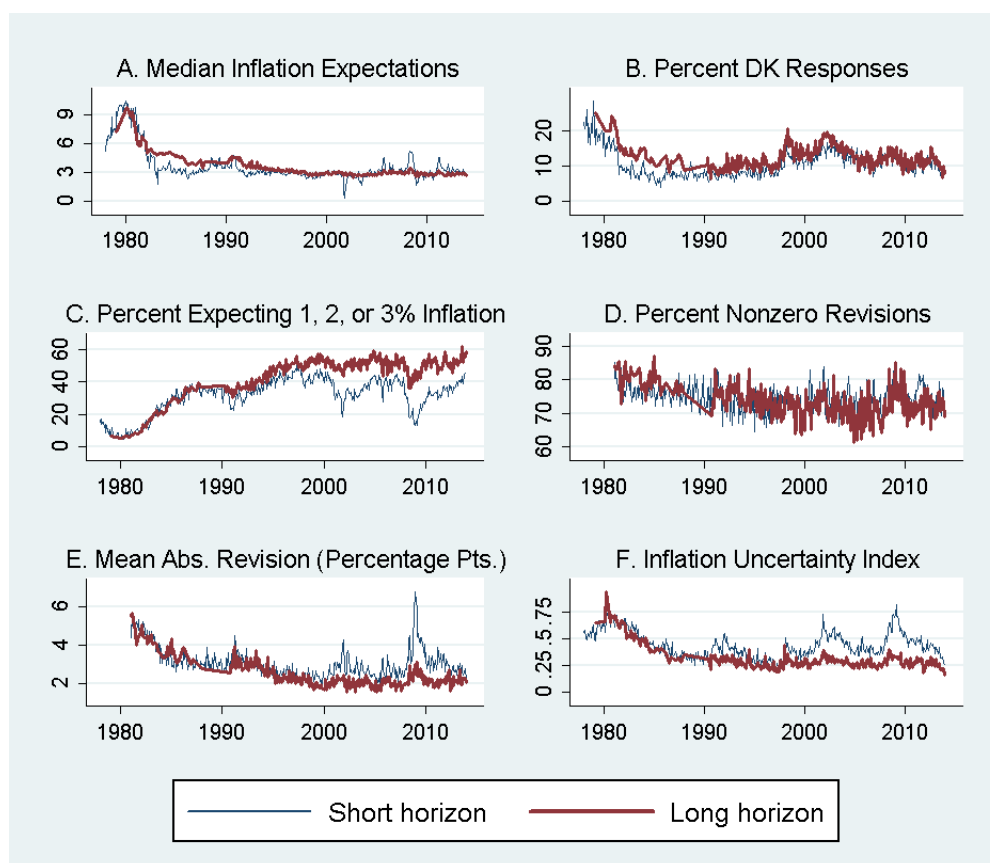 A. Median Inflation Expectations
0 3 6 9
1980 1990 2000 2010
B. Percent DK Responses
0 10 20
1980 1990 2000 2010
C. Percent Expecting 1, 2, or 3% Inflation
0 20 40 60
1980 1990 2000 2010
D. Percent Nonzero Revisions
60 70 80 90
1980 1990 2000 2010
E. Mean Abs. Revision (Percentage Pts.)
2 4 6
1980 1990 2000 2010
F. Inflation Uncertainty Index
0 .25 .5 .75
1980 1990 2000 2010
Short horizon Long horizon